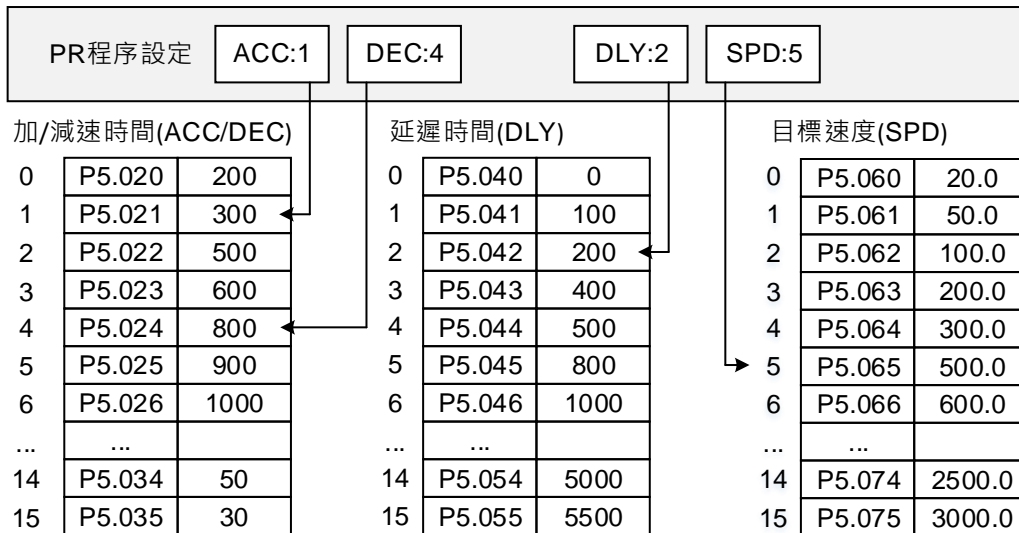 PR程序設定 ACC:1 DEC:4 DLY:2 SPD:5
加/減速時間(ACC/DEC) 延遲時間(DLY) 目標速度(SPD)
0 P5.020 200 0 P5.040 0 0 P5.060 20.0
1 P5.021 300 1 P5.041 100 1 P5.061 50.0
2 P5.022 500 2 P5.042 200 2 P5.062 100.0
3 P5.023 600 3 P5.043 400 3 P5.063 200.0
4 P5.024 800 4 P5.044 500 4 P5.064 300.0
5 P5.025 900 5 P5.045 800 5 P5.065 500.0
6 P5.026 1000 6 P5.046 1000 6 P5.066 600.0
... ... ... ... ... ...
14 P5.034 50 14 P5.054 5000 14 P5.074 2500.0
15 P5.035 30 15 P5.055 5500 15 P5.075 3000.0